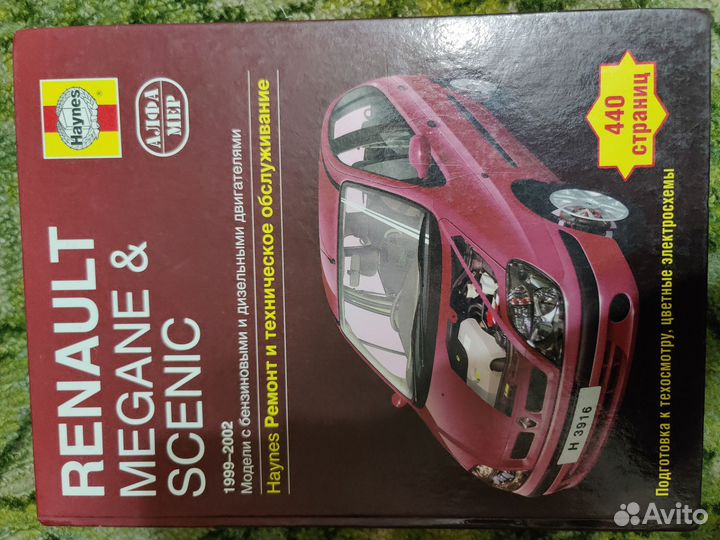 Haynes
АЛФА
МЕР
RENAULT
MEGANE &
SCENIC
1999–2002
Модели с бензиновыми и дизельными двигателями
Haynes Ремонт и техническое обслуживание
440
страниц
H 3916
Подготовка к техосмотру, цветные электросхемы
Avito